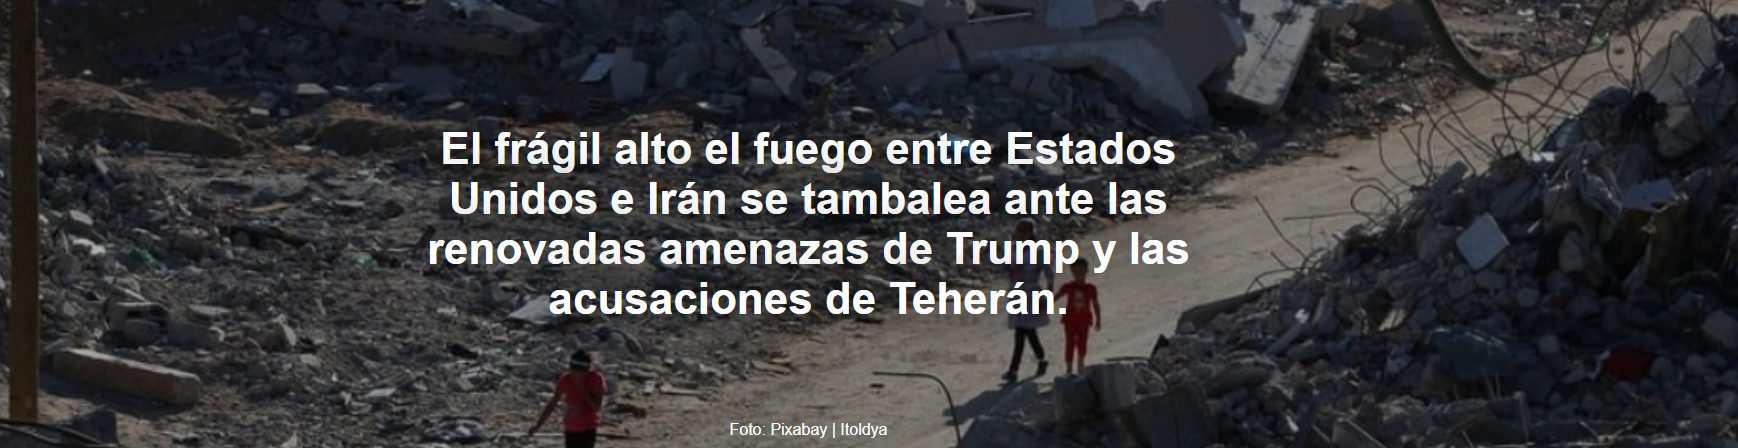 El frágil alto el fuego entre Estados
Unidos e Irán se tambalea ante las
renovadas amenazas de Trump y las
acusaciones de Teherán.
Foto: Pixabay | Itoldya